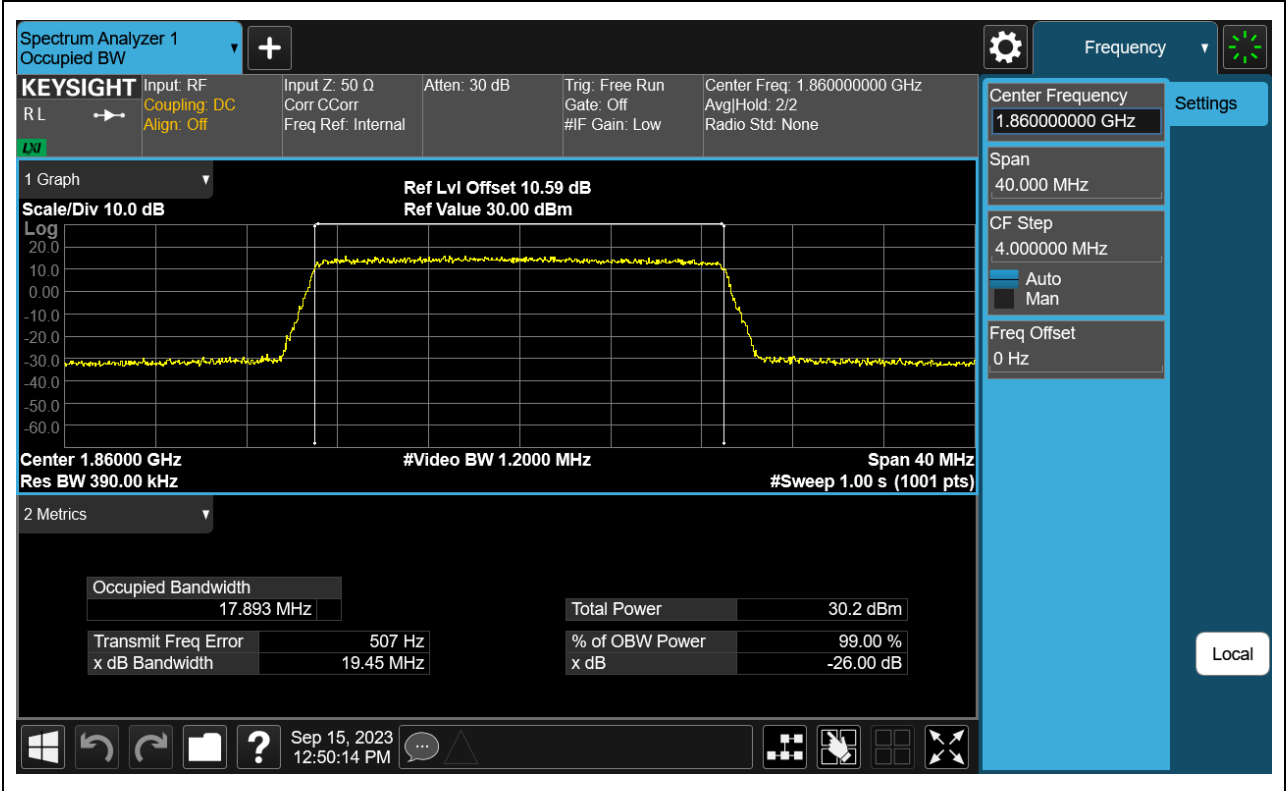 Spectrum Analyzer 1
Occupied BW
Frequency
KEYSIGHT
R L
LXI
Input: RF
Coupling: DC
Align: Off
Input Z: 50 Ω
Corr CCorr
Freq Ref: Internal
Atten: 30 dB
Trig: Free Run
Gate: Off
#IF Gain: Low
Center Freq: 1.860000000 GHz
Avg|Hold: 2/2
Radio Std: None
Center Frequency
1.860000000 GHz
Settings
Span
40.000 MHz
CF Step
4.000000 MHz
Auto
Man
Freq Offset
0 Hz
Local
1 Graph
Scale/Div 10.0 dB
Ref Lvl Offset 10.59 dB
Ref Value 30.00 dBm
Log
20.0
10.0
0.00
-10.0
-20.0
-30.0
-40.0
-50.0
-60.0
Center 1.86000 GHz
#Video BW 1.2000 MHz
Span 40 MHz
Res BW 390.00 kHz
#Sweep 1.00 s (1001 pts)
2 Metrics
Occupied Bandwidth
17.893 MHz
Total Power 30.2 dBm
Transmit Freq Error 507 Hz
% of OBW Power 99.00 %
x dB Bandwidth 19.45 MHz
x dB -26.00 dB
?
Sep 15, 2023
12:50:14 PM